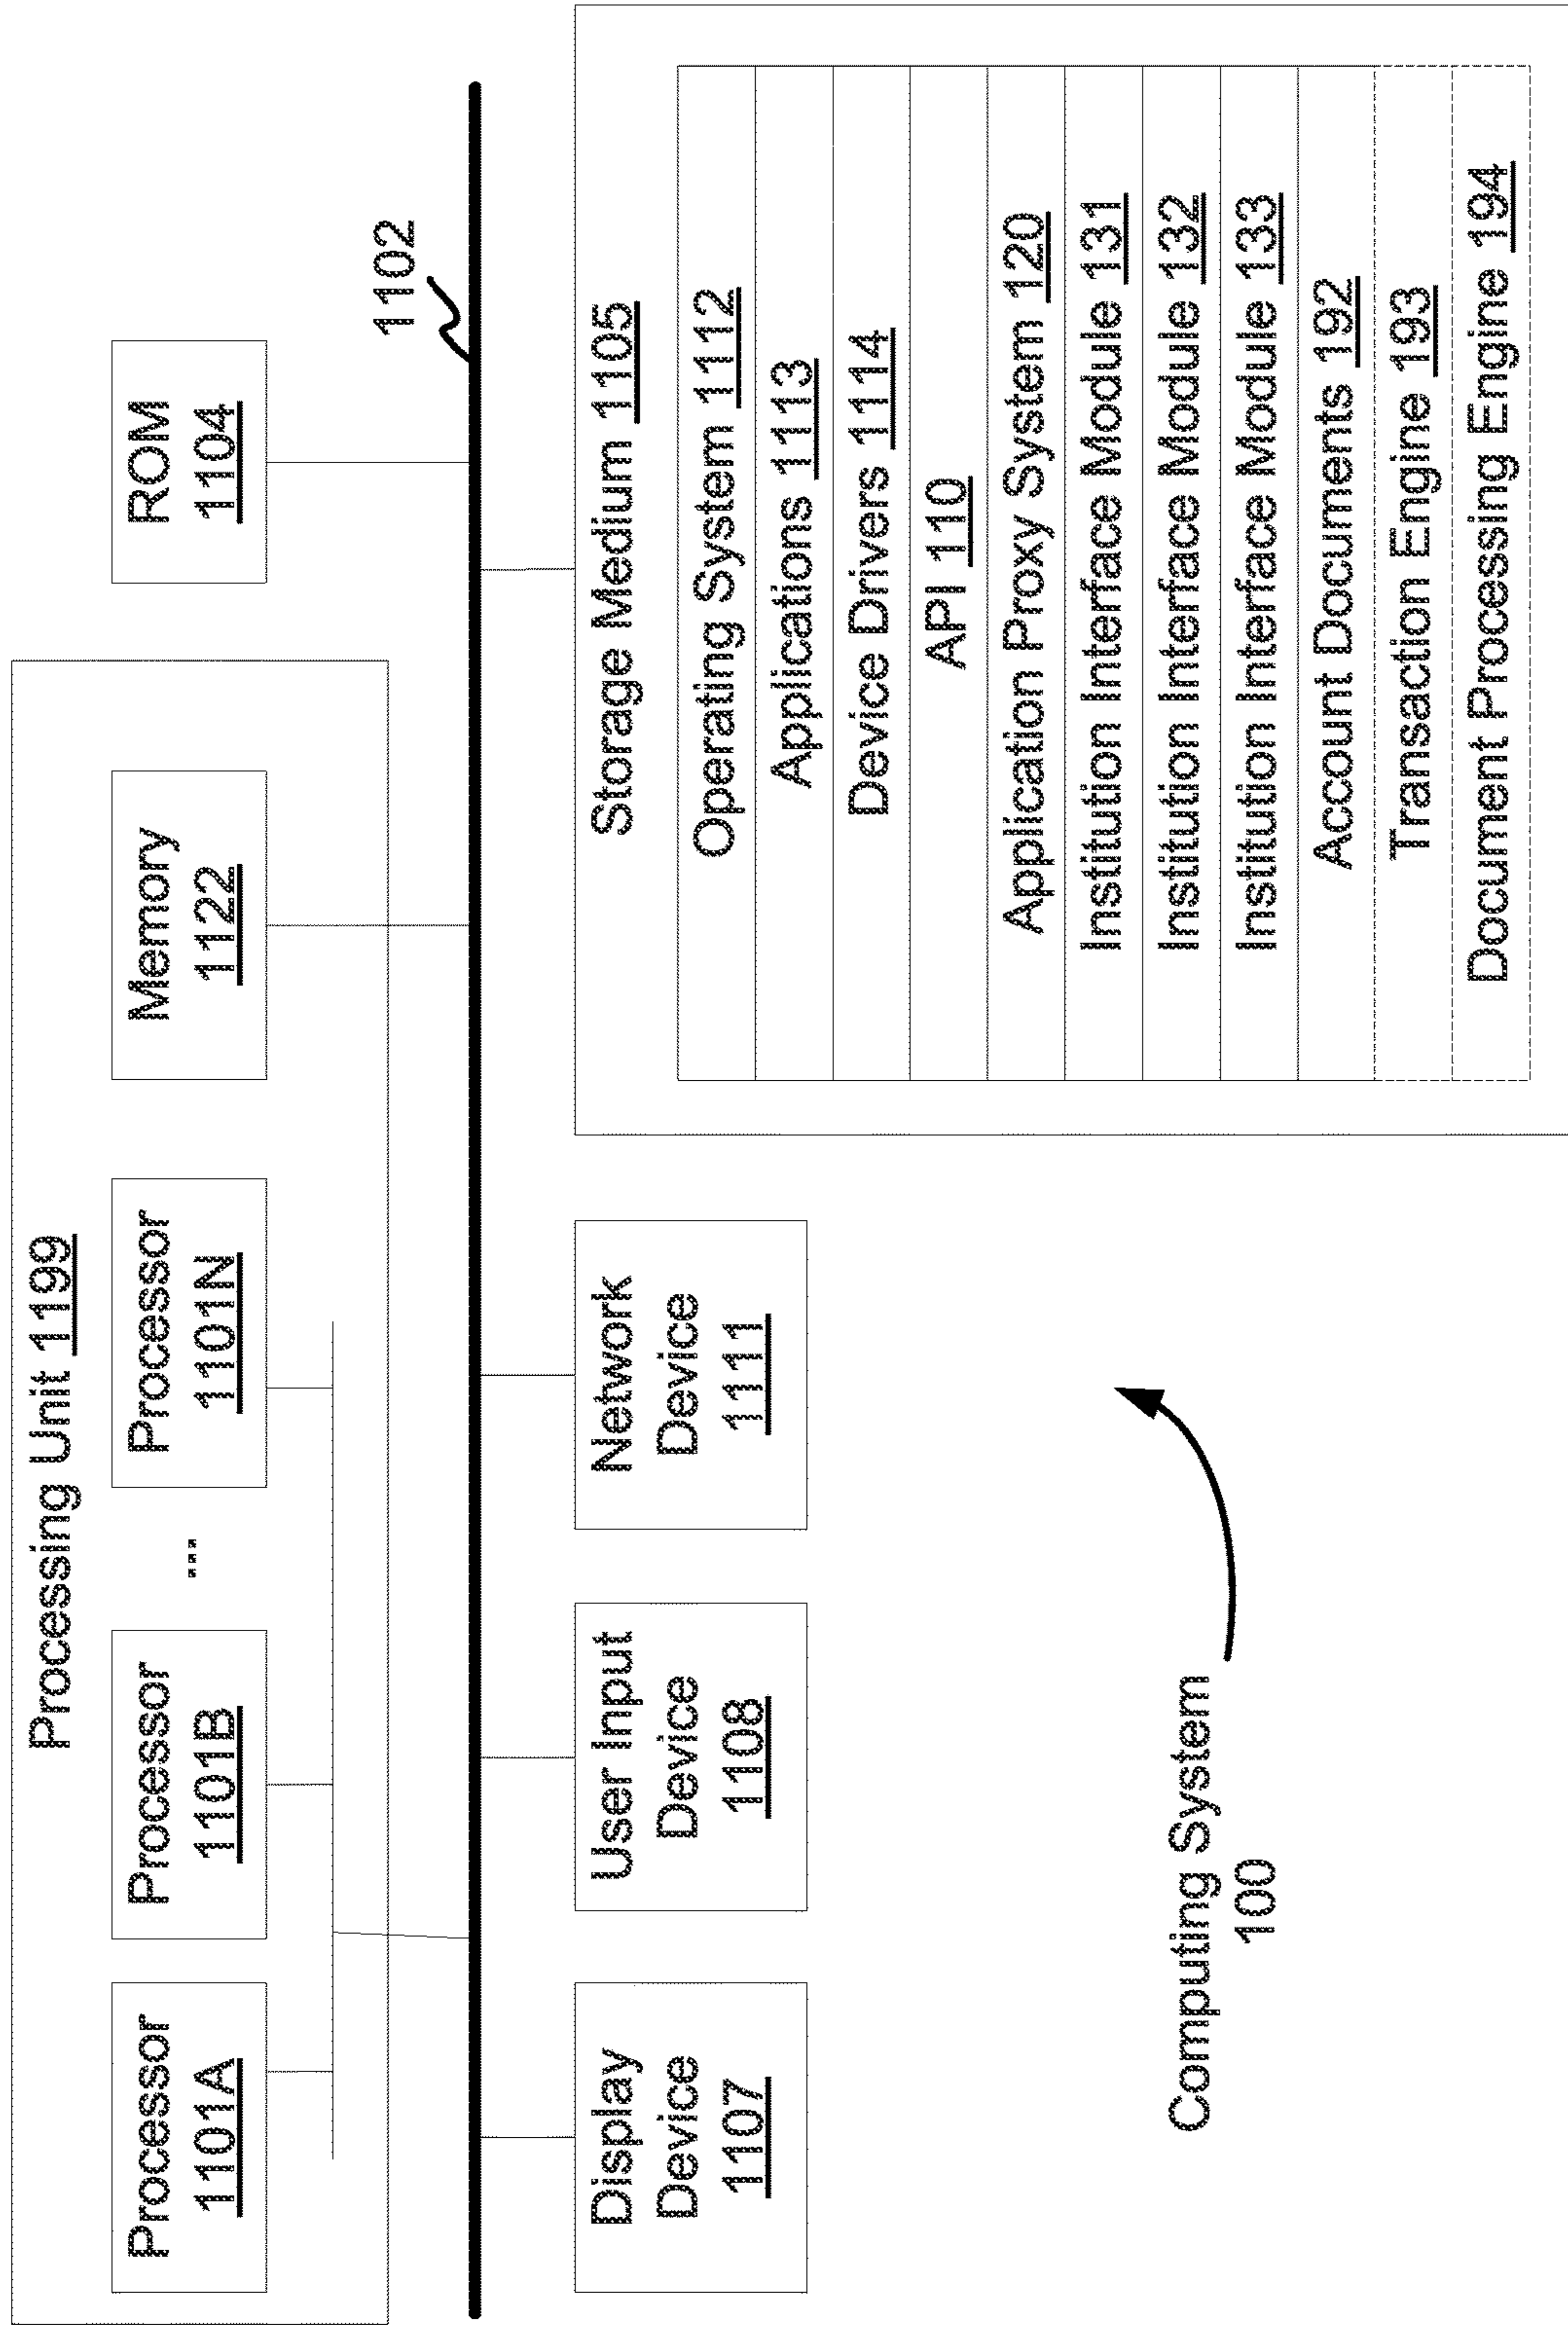 Processing Unit 1199
Processor
1101A
Processor
1101B
...
Processor
1101N
Memory
1122
ROM
1104
1102
Display
Device
1107
User Input
Device
1108
Network
Device
1111
Storage Medium 1105
Operating System 1112
Applications 1113
Device Drivers 1114
API 110
Application Proxy System 120
Institution Interface Module 131
Institution Interface Module 132
Institution Interface Module 133
Account Documents 192
Transaction Engine 193
Document Processing Engine 194
Computing System
100